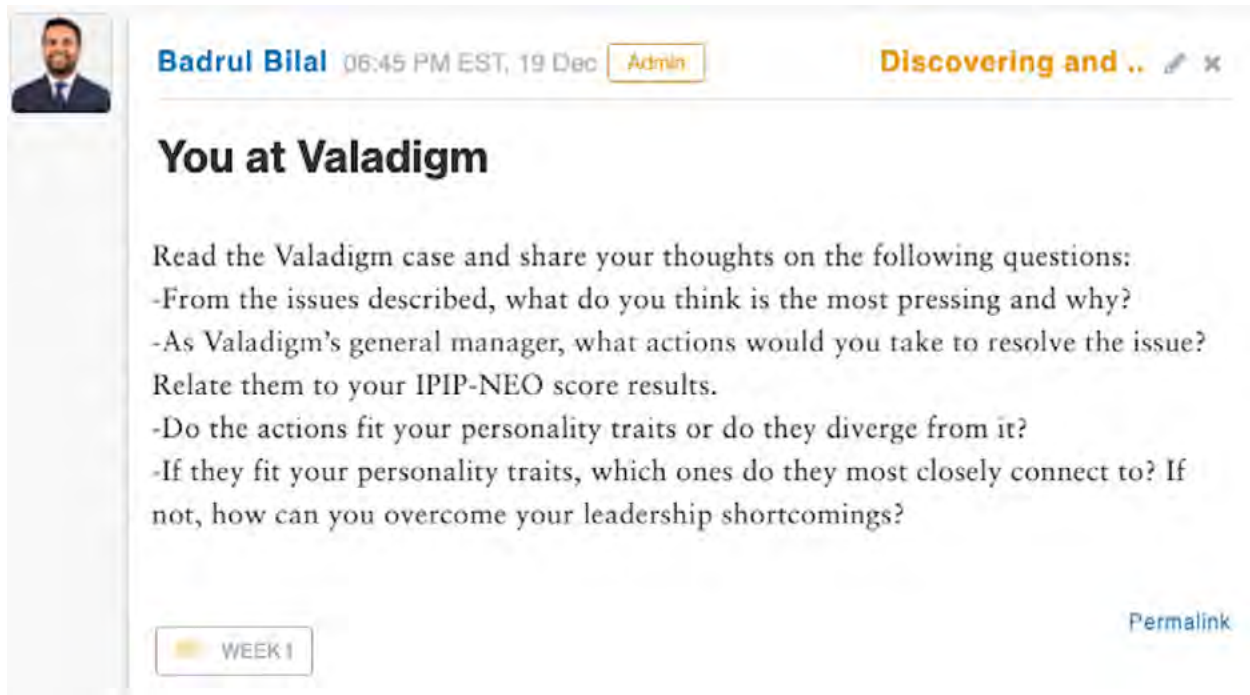 Badrul Bilal 06:45 PM EST, 19 Dec Admin Discovering and ..
You at Valadigm
Read the Valadigm case and share your thoughts on the following questions:
-From the issues described, what do you think is the most pressing and why?
-As Valadigm's general manager, what actions would you take to resolve the issue?
Relate them to your IPIP-NEO score results.
-Do the actions fit your personality traits or do they diverge from it?
-If they fit your personality traits, which ones do they most closely connect to? If
not, how can you overcome your leadership shortcomings?
Permalink
WEEK 1